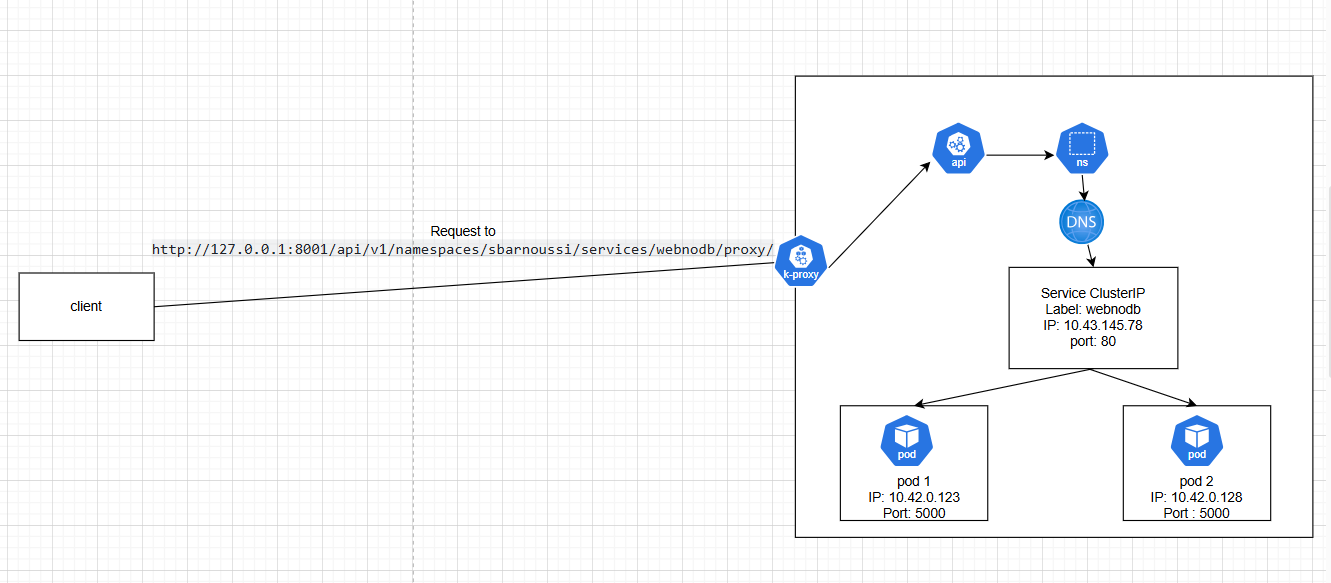 api
ns
DNS
Request to
http://127.0.0.1:8001/api/v1/namespaces/sbarnoussi/services/webnodb/proxy/
k-proxy
client
Service ClusterIP
Label: webnodb
IP: 10.43.145.78
port: 80
pod
pod 1
IP: 10.42.0.123
Port: 5000
pod
pod 2
IP: 10.42.0.128
Port : 5000